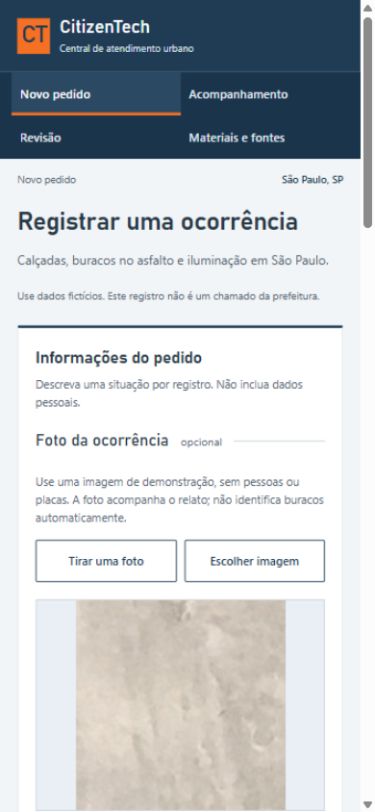 CT
CitizenTech
Central de atendimento urbano
Novo pedido
Acompanhamento
Revisão
Materiais e fontes
Novo pedido
São Paulo, SP
Registrar uma ocorrência
Calçadas, buracos no asfalto e iluminação em São Paulo.
Use dados fictícios. Este registro não é um chamado da prefeitura.
Informações do pedido
Descreva uma situação por registro. Não inclua dados
pessoais.
Foto da ocorrência opcional
Use uma imagem de demonstração, sem pessoas ou
placas. A foto acompanha o relato; não identifica buracos
automaticamente.
Tirar uma foto
Escolher imagem